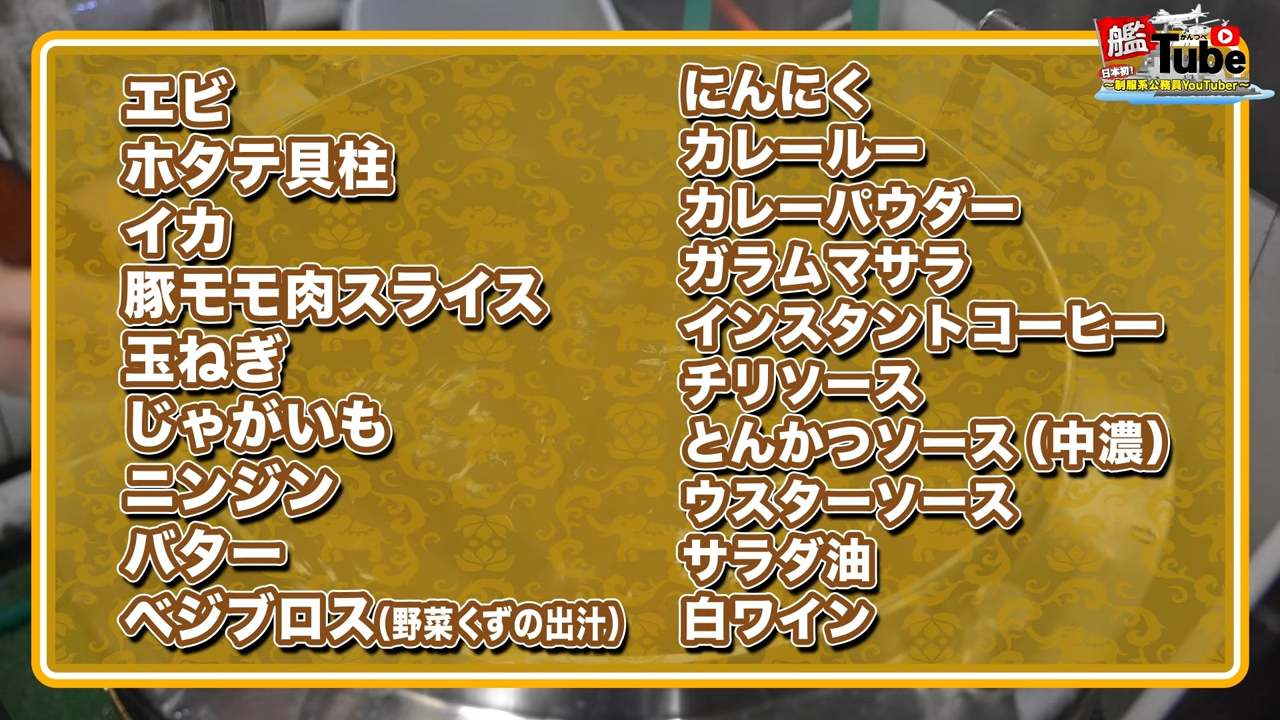 エビ
ホタテ貝柱
イカ
豚モモ肉スライス
玉ねぎ
じゃがいも
ニンジン
バター
ベジブロス(野菜くずの出汁)
にんにく
カレールー
カレーパウダー
ガラムマサラ
インスタントコーヒー
チリソース
とんかつソース(中濃)
ウスターソース
サラダ油
白ワイン
艦Tube
かんつべ
日本初!
~制服系公務員YouTuber~